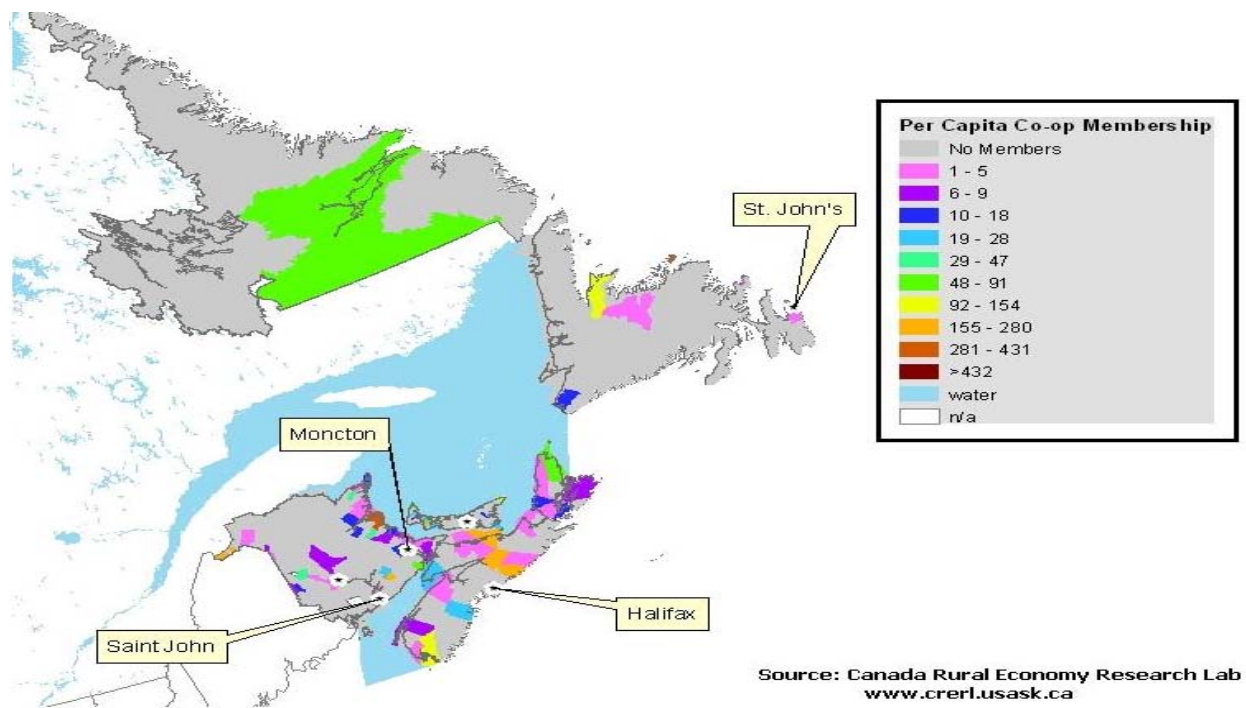 Per Capita Co-op Membership
No Members
1 - 5
6 - 9
10 - 18
19 - 28
29 - 47
48 - 91
92 - 154
155 - 280
281 - 431
>432
water
n/a
St. John's
Moncton
Saint John
Halifax
Source: Canada Rural Economy Research Lab
www.crerl.usask.ca